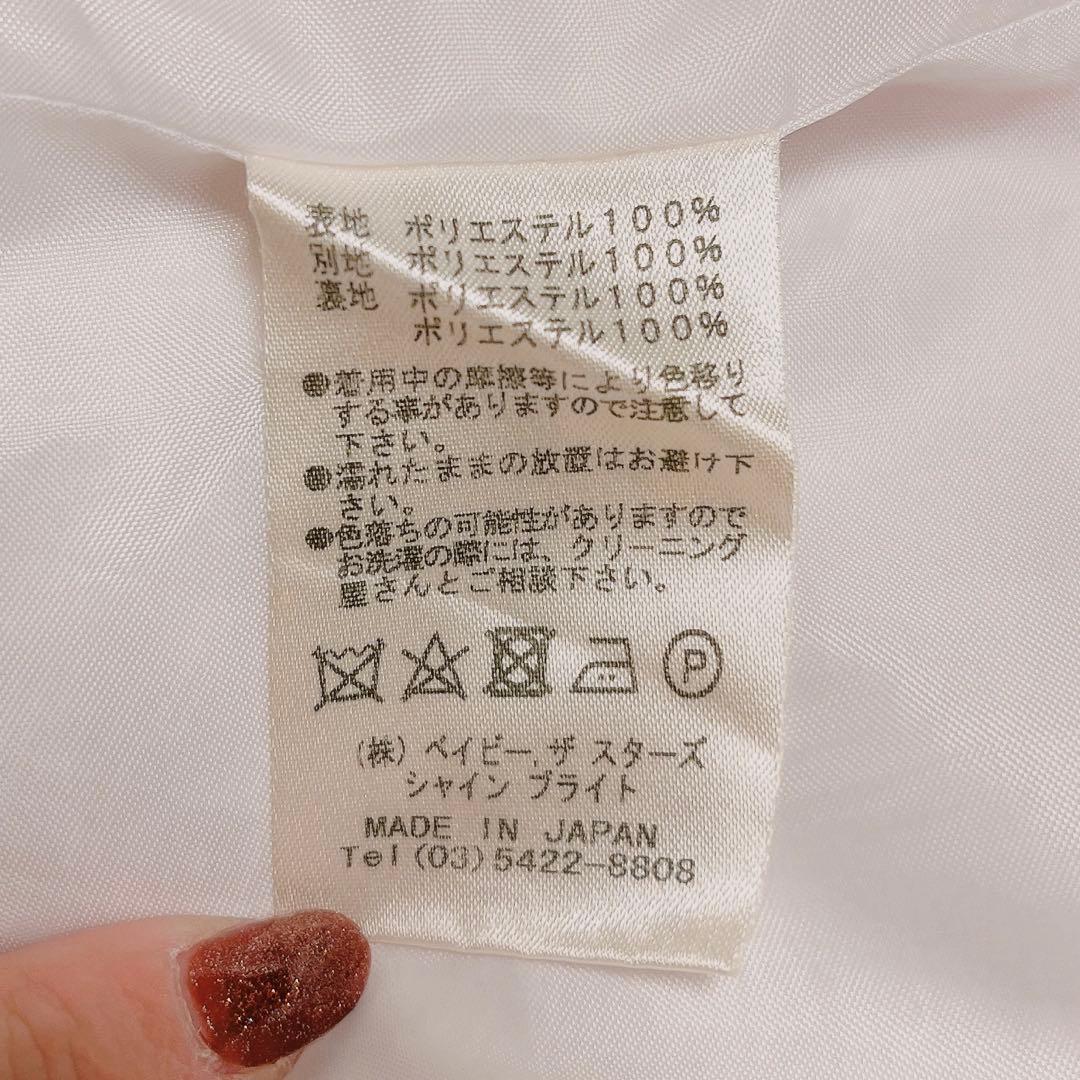 表地 ポリエステル100%
別地 ポリエステル100%
裏地 ポリエステル100%
ポリエステル100%
●着用中の摩擦等により色移り
する事がありますので注意して
下さい。
●濡れたままの放置はお避け下
さい。
●色落ちの可能性がありますので
お洗濯の際には、クリーニング
屋さんとご相談下さい。
P
(株) ベイビー,ザ スターズ
シャイン ブライト
MADE IN JAPAN
Tel (03) 5422-8808